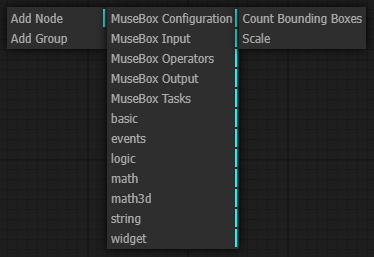 Add Node
Add Group
MuseBox Configuration
MuseBox Input
MuseBox Operators
MuseBox Output
MuseBox Tasks
basic
events
logic
math
math3d
string
widget
Count Bounding Boxes
Scale